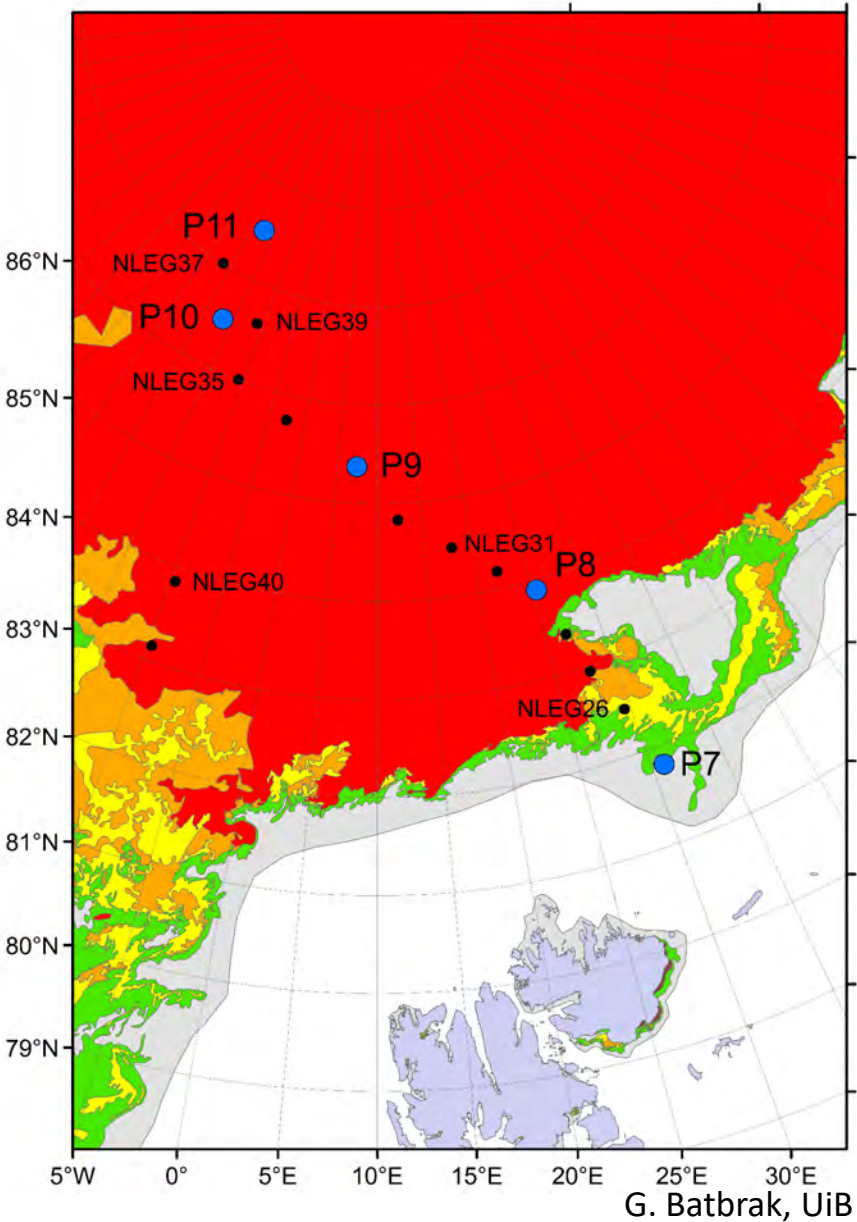 P11
86°N
NLEG37
P10
NLEG39
NLEG35
85°N
P9
84°N
NLEG31
P8
NLEG40
83°N
NLEG26
82°N
P7
81°N
80°N
79°N
5°W 0° 5°E 10°E 15°E 20°E 25°E 30°E
G. Batbrak, UiB